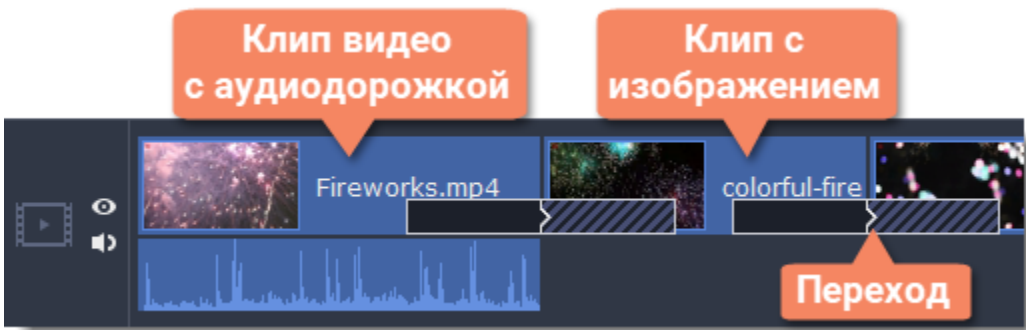 Клип видео
с аудиодорожкой
Клип с
изображением
Fireworks.mp4
colorful-fire
Переход